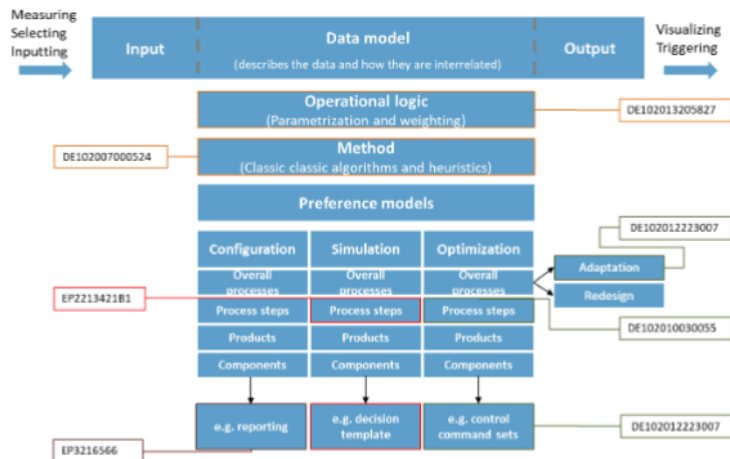 Measuring
Selecting
Inputting
Input
Data model
(describes the data and how they are interrelated)
Output
Visualizing
Triggering
Operational logic
(Parametrization and weighting)
DE102013205827
DE102007000524
Method
(Classic classic algorithms and heuristics)
Preference models
DE102012223007
Configuration
Simulation
Optimization
Overall
processes
Overall
processes
Overall
processes
Adaptation
Redesign
EP2213421B1
Process steps
Process steps
Process steps
DE102010030055
Products
Products
Products
Components
Components
Components
e.g. reporting
e.g. decision
template
e.g. control
command sets
DE102012223007
EP3216566